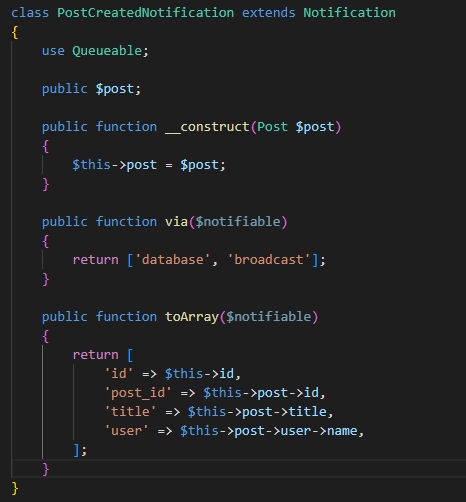 class PostCreatedNotification extends Notification
{
    use Queueable;

    public $post;

    public function __construct(Post $post)
    {
        $this->post = $post;
    }

    public function via($notifiable)
    {
        return ['database', 'broadcast'];
    }

    public function toArray($notifiable)
    {
        return [
            'id' => $this->id,
            'post_id' => $this->post->id,
            'title' => $this->post->title,
            'user' => $this->post->user->name,
        ];
    }
}